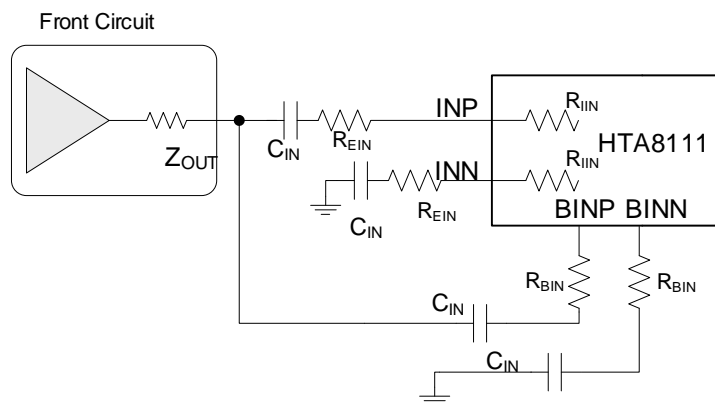 Front Circuit
ZOUT
CIN
REIN
INP
RIIN
HTA8111
CIN
REIN
INN
RIIN
BINP BINN
RBIN
RBIN
CIN
CIN